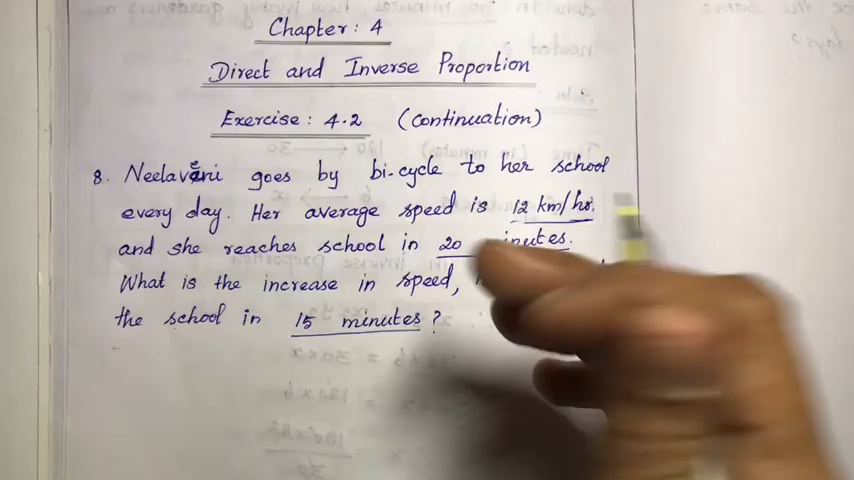 Chapter: 4
Direct and Inverse Proportion
Exercise: 4.2 (Continuation)
8. Neelaveni goes by bi-cycle to her school
every day. Her average speed is 12 km/hr.
and she reaches school in 20 minutes.
What is the increase in speed,
the school in 15 minutes?